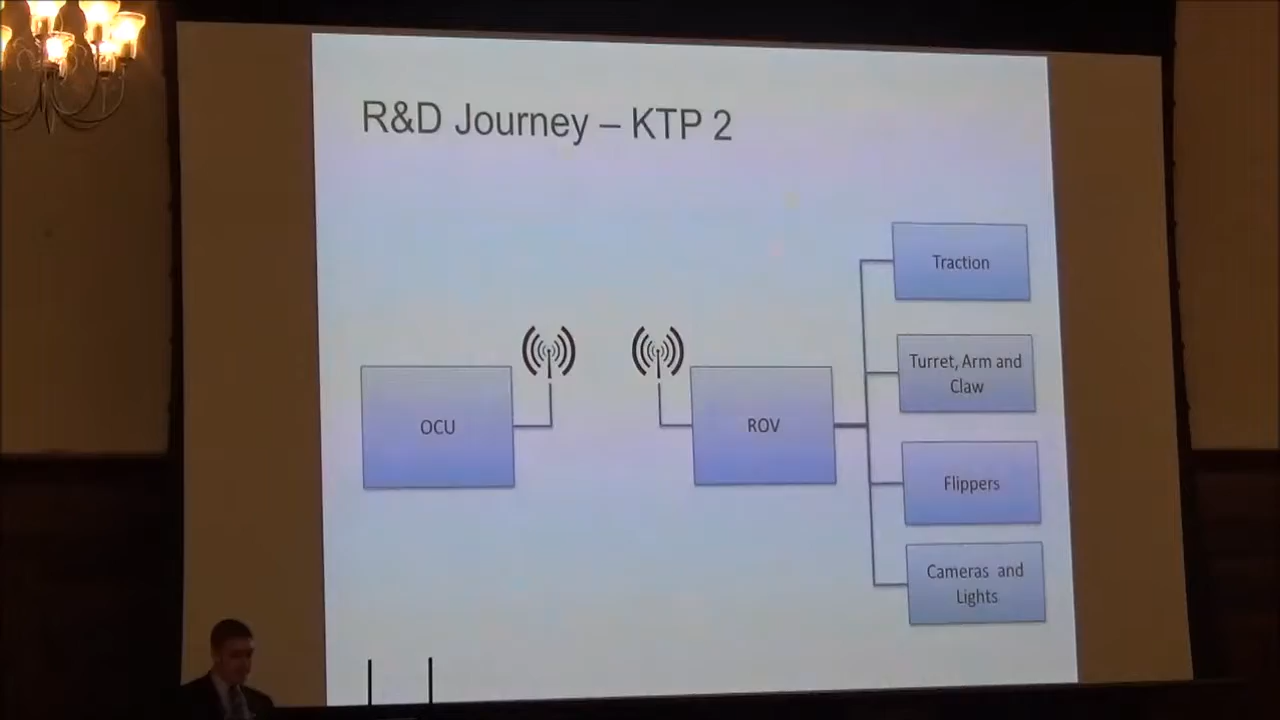 R&D Journey – KTP 2
Traction
Turret, Arm and
Claw
OCU
ROV
Flippers
Cameras and
Lights